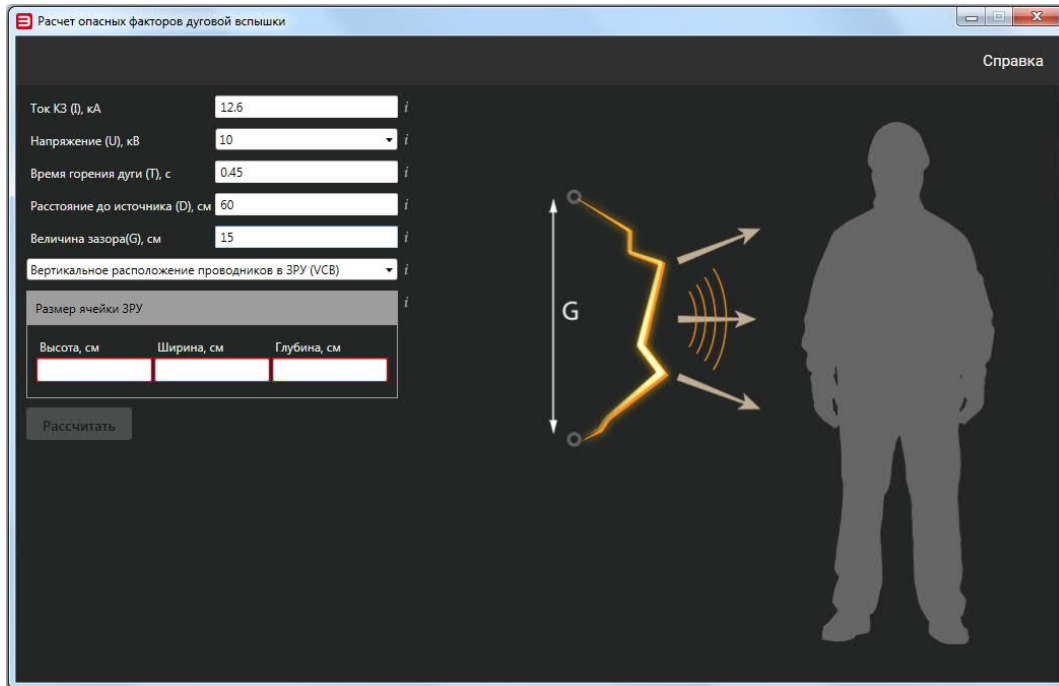 Расчет опасных факторов дуговой вспышки
Справка
Ток КЗ (I), кА 12.6 i
Напряжение (U), кВ 10 i
Время горения дуги (T), с 0.45 i
Расстояние до источника (D), см 60 i
Величина зазора(G), см 15 i
Вертикальное расположение проводников в ЗРУ (VCB) i
Размер ячейки ЗРУ i
Высота, см Ширина, см Глубина, см
Рассчитать
G